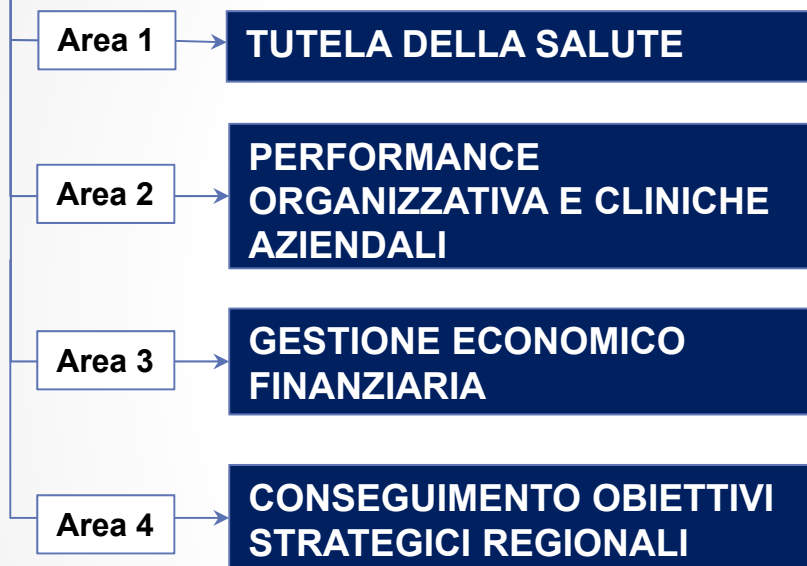 Area 1
TUTELA DELLA SALUTE
Area 2
PERFORMANCE
ORGANIZZATIVA E CLINICHE
AZIENDALI
Area 3
GESTIONE ECONOMICO
FINANZIARIA
Area 4
CONSEGUIMENTO OBIETTIVI
STRATEGICI REGIONALI